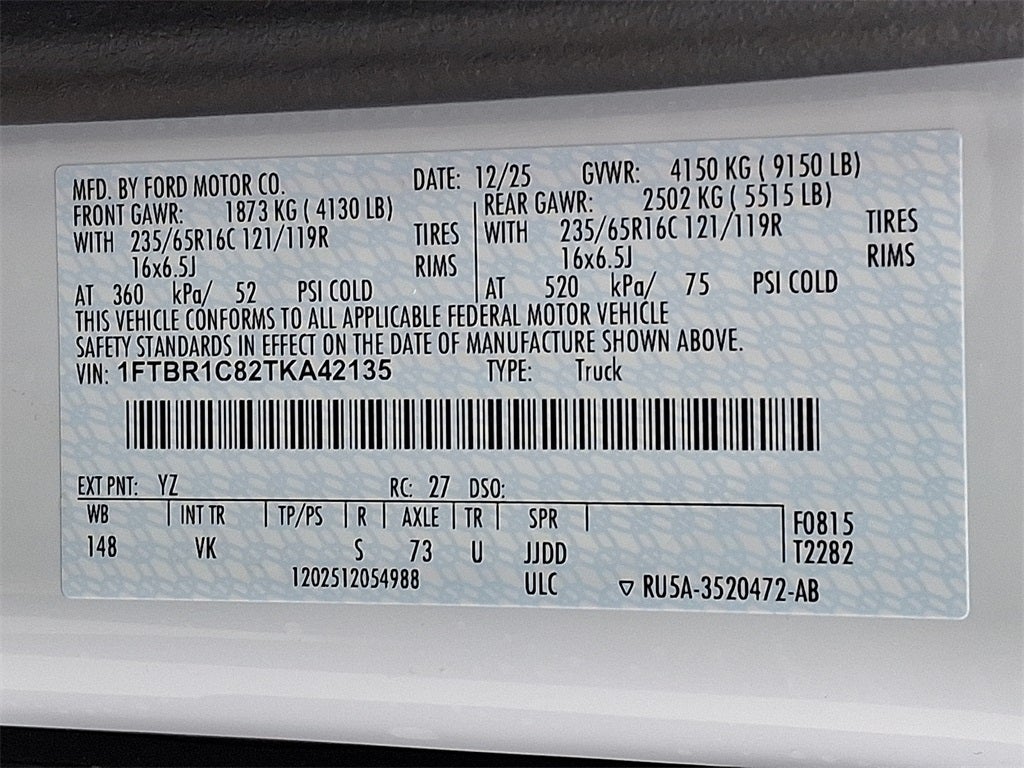 MFD. BY FORD MOTOR CO. DATE: 12/25 GVWR: 4150 KG ( 9150 LB)
FRONT GAWR: 1873 KG ( 4130 LB) REAR GAWR: 2502 KG ( 5515 LB)
WITH 235/65R16C 121/119R TIRES WITH 235/65R16C 121/119R TIRES
16x6.5J RIMS 16x6.5J RIMS
AT 360 kPa/ 52 PSI COLD AT 520 kPa/ 75 PSI COLD
THIS VEHICLE CONFORMS TO ALL APPLICABLE FEDERAL MOTOR VEHICLE
SAFETY STANDARDS IN EFFECT ON THE DATE OF MANUFACTURE SHOWN ABOVE.
VIN: 1FTBR1C82TKA42135 TYPE: Truck
EXT PNT: YZ RC: 27 DSO:
WB INT TR TP/PS R AXLE TR SPR F0815
148 VK S 73 U JJDD T2282
1202512054988 ULC ▽ RU5A-3520472-AB